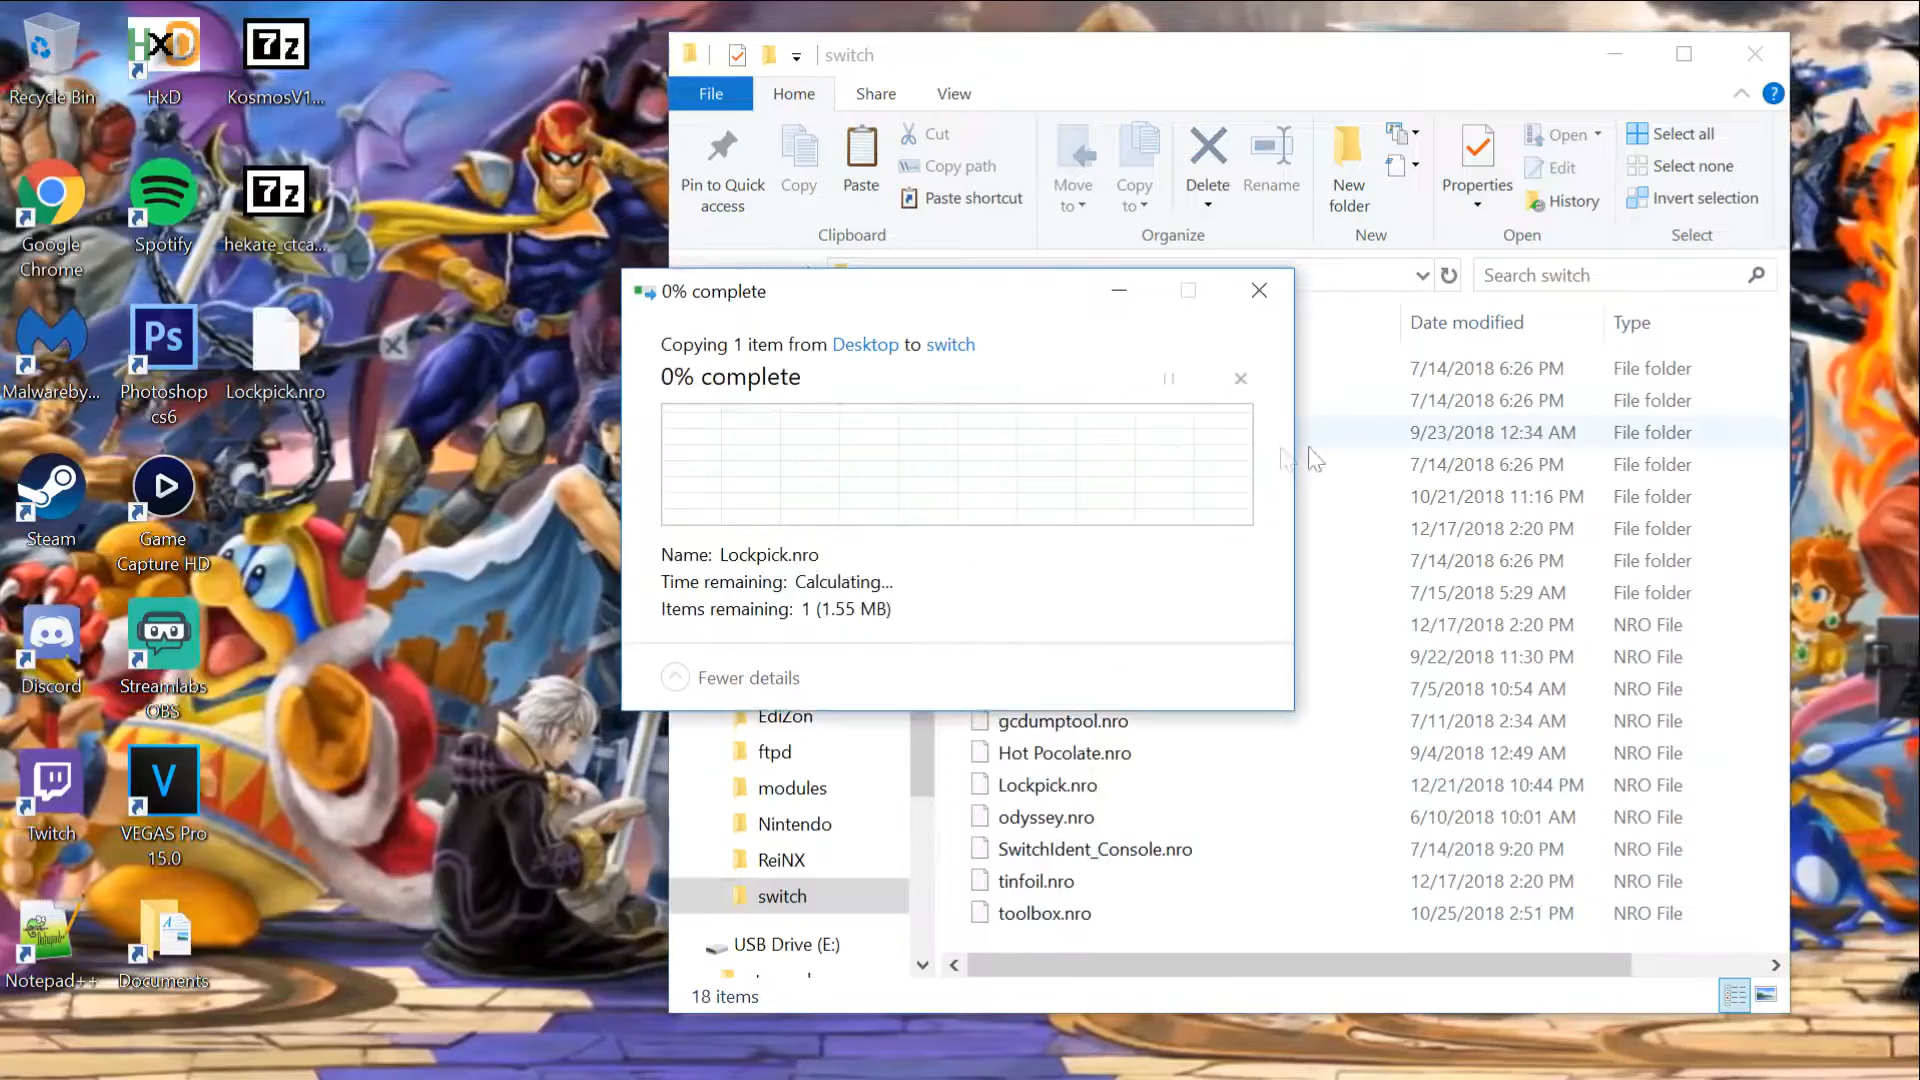 Recycle Bin
HxD
KosmosV1...
Google
Chrome
Spotify
hekate_ctca...
Malwareby...
Ps
Photoshop
cs6
Lockpick.nro
Steam
Game
Capture HD
Discord
Streamlabs
OBS
Twitch
V
VEGAS Pro
15.0
Notepad++
Documents
HxD
7z
7z
switch
File
Home
Share
View
?
Pin to Quick
access
Copy
Paste
Cut
Copy path
Paste shortcut
Clipboard
Move
to
Copy
to
Delete
Rename
Organize
New
folder
New
Properties
Open
Edit
History
Open
Select all
Select none
Invert selection
Select
Search switch
0% complete
Copying 1 item from Desktop to switch
0% complete
Name: Lockpick.nro
Time remaining: Calculating...
Items remaining: 1 (1.55 MB)
Fewer details
Date modified
Type
7/14/2018 6:26 PM File folder
7/14/2018 6:26 PM File folder
9/23/2018 12:34 AM File folder
7/14/2018 6:26 PM File folder
10/21/2018 11:16 PM File folder
12/17/2018 2:20 PM File folder
7/14/2018 6:26 PM File folder
7/15/2018 5:29 AM File folder
12/17/2018 2:20 PM NRO File
9/22/2018 11:30 PM NRO File
7/5/2018 10:54 AM NRO File
gcdumptool.nro 7/11/2018 2:34 AM NRO File
Hot Pocolate.nro 9/4/2018 12:49 AM NRO File
Lockpick.nro 12/21/2018 10:44 PM NRO File
odyssey.nro 6/10/2018 10:01 AM NRO File
SwitchIdent_Console.nro 7/14/2018 9:20 PM NRO File
tinfoil.nro 12/17/2018 2:20 PM NRO File
toolbox.nro 10/25/2018 2:51 PM NRO File
EdiZon
ftpd
modules
Nintendo
ReiNX
switch
USB Drive (E:)
18 items